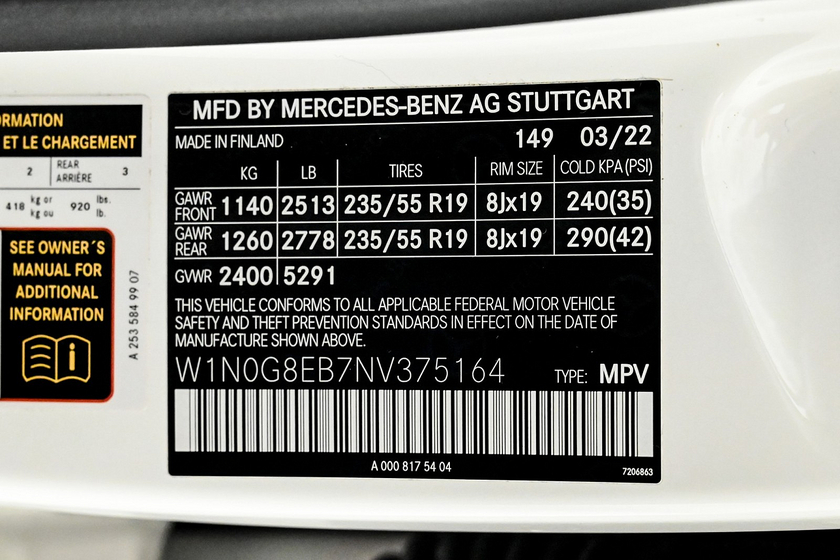 RMATION
ET LE CHARGEMENT
2 REAR ARRIÈRE 3
418 kg or kg ou 920 lbs. lb.
SEE OWNER´S
MANUAL FOR
ADDITIONAL
INFORMATION
A 253 584 99 07
MFD BY MERCEDES-BENZ AG STUTTGART
MADE IN FINLAND 149 03/22
KG LB TIRES RIM SIZE COLD KPA(PSI)
GAWR FRONT 1140 2513 235/55 R19 8Jx19 240(35)
GAWR REAR 1260 2778 235/55 R19 8Jx19 290(42)
GVWR 2400 5291
THIS VEHICLE CONFORMS TO ALL APPLICABLE FEDERAL MOTOR VEHICLE
SAFETY AND THEFT PREVENTION STANDARDS IN EFFECT ON THE DATE OF
MANUFACTURE SHOWN ABOVE.
W1N0G8EB7NV375164 TYPE: MPV
A 000 817 54 04 7206863